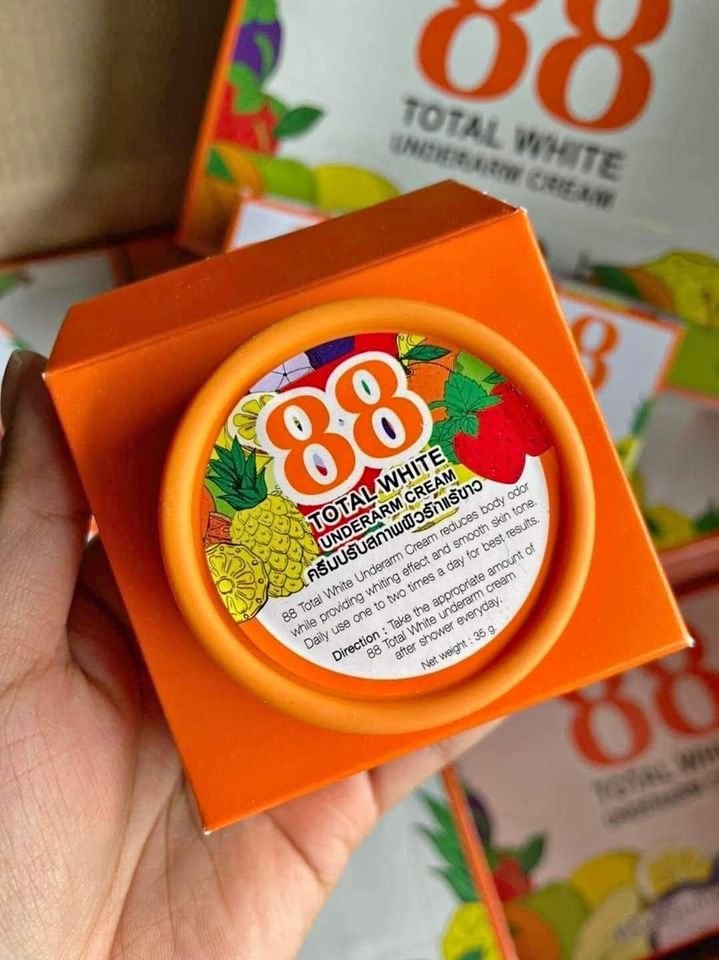 88
TOTAL WHITE
UNDERARM CREAM
88
TOTAL WHITE
UNDERARM CREAM
ครีมปรับสภาพผิวรักแร้ขาว
88 Total White Underarm Cream reduces body odor
while providing whiting effect and smooth skin tone.
Daily use one to two times a day for best results.
Direction : Take the appropriate amount of
88 Total White underarm cream
after shower everyday.
Net weight : 35 g.
8
88
TOTAL WHI
UNDERARM CREAM